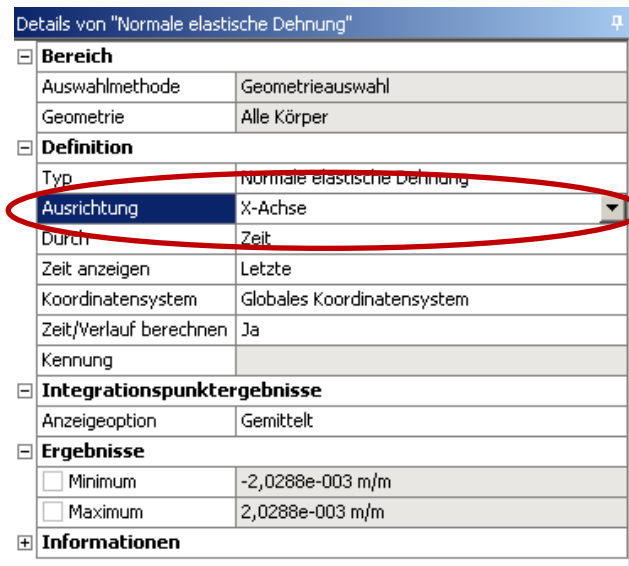 Details von "Normale elastische Dehnung"
Bereich
Auswahlmethode Geometrieauswahl
Geometrie Alle Körper
Definition
Typ Normale elastische Dehnung
Ausrichtung X-Achse
Durch Zeit
Zeit anzeigen Letzte
Koordinatensystem Globales Koordinatensystem
Zeit/Verlauf berechnen Ja
Kennung
Integrationspunktergebnisse
Anzeigeoption Gemittelt
Ergebnisse
Minimum -2,0288e-003 m/m
Maximum 2,0288e-003 m/m
Informationen